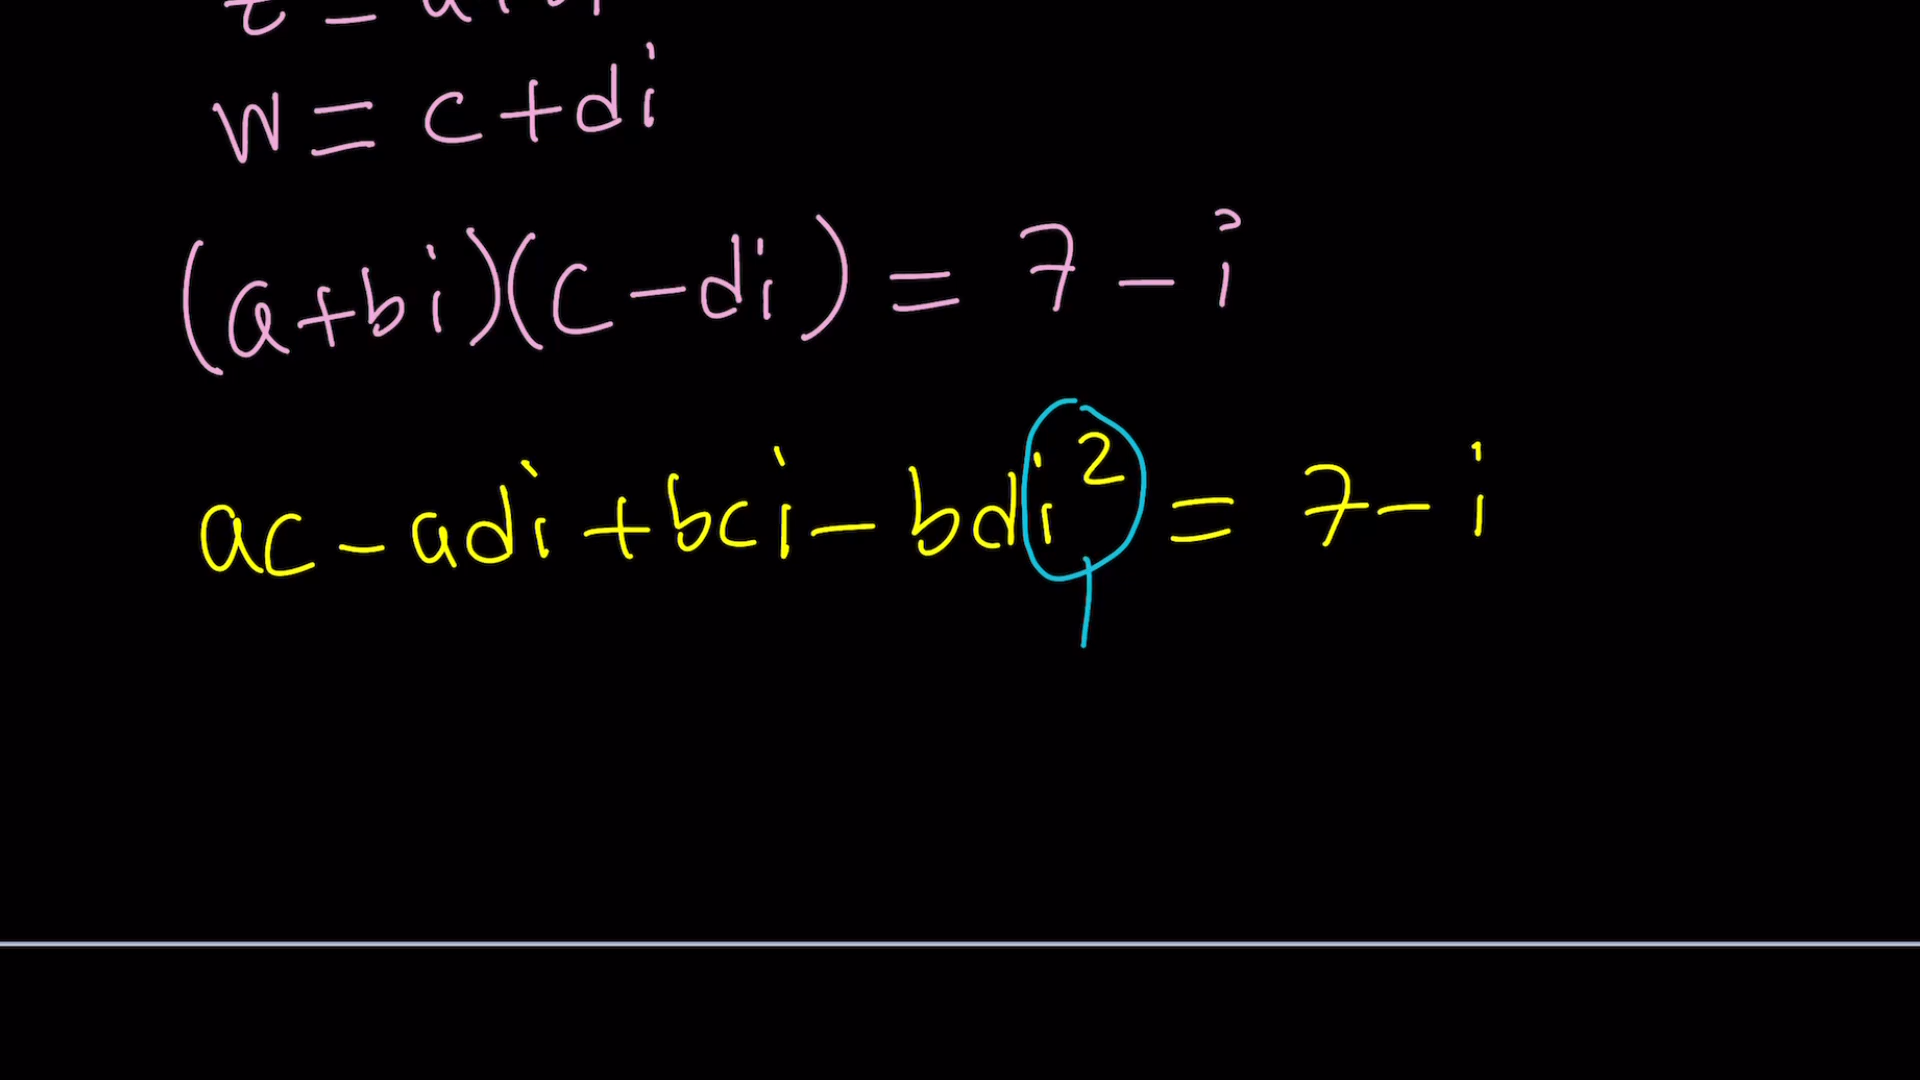 w = c+di
(a+bi)(c-di) = 7-i
ac-adi+bci-bdi² = 7-i